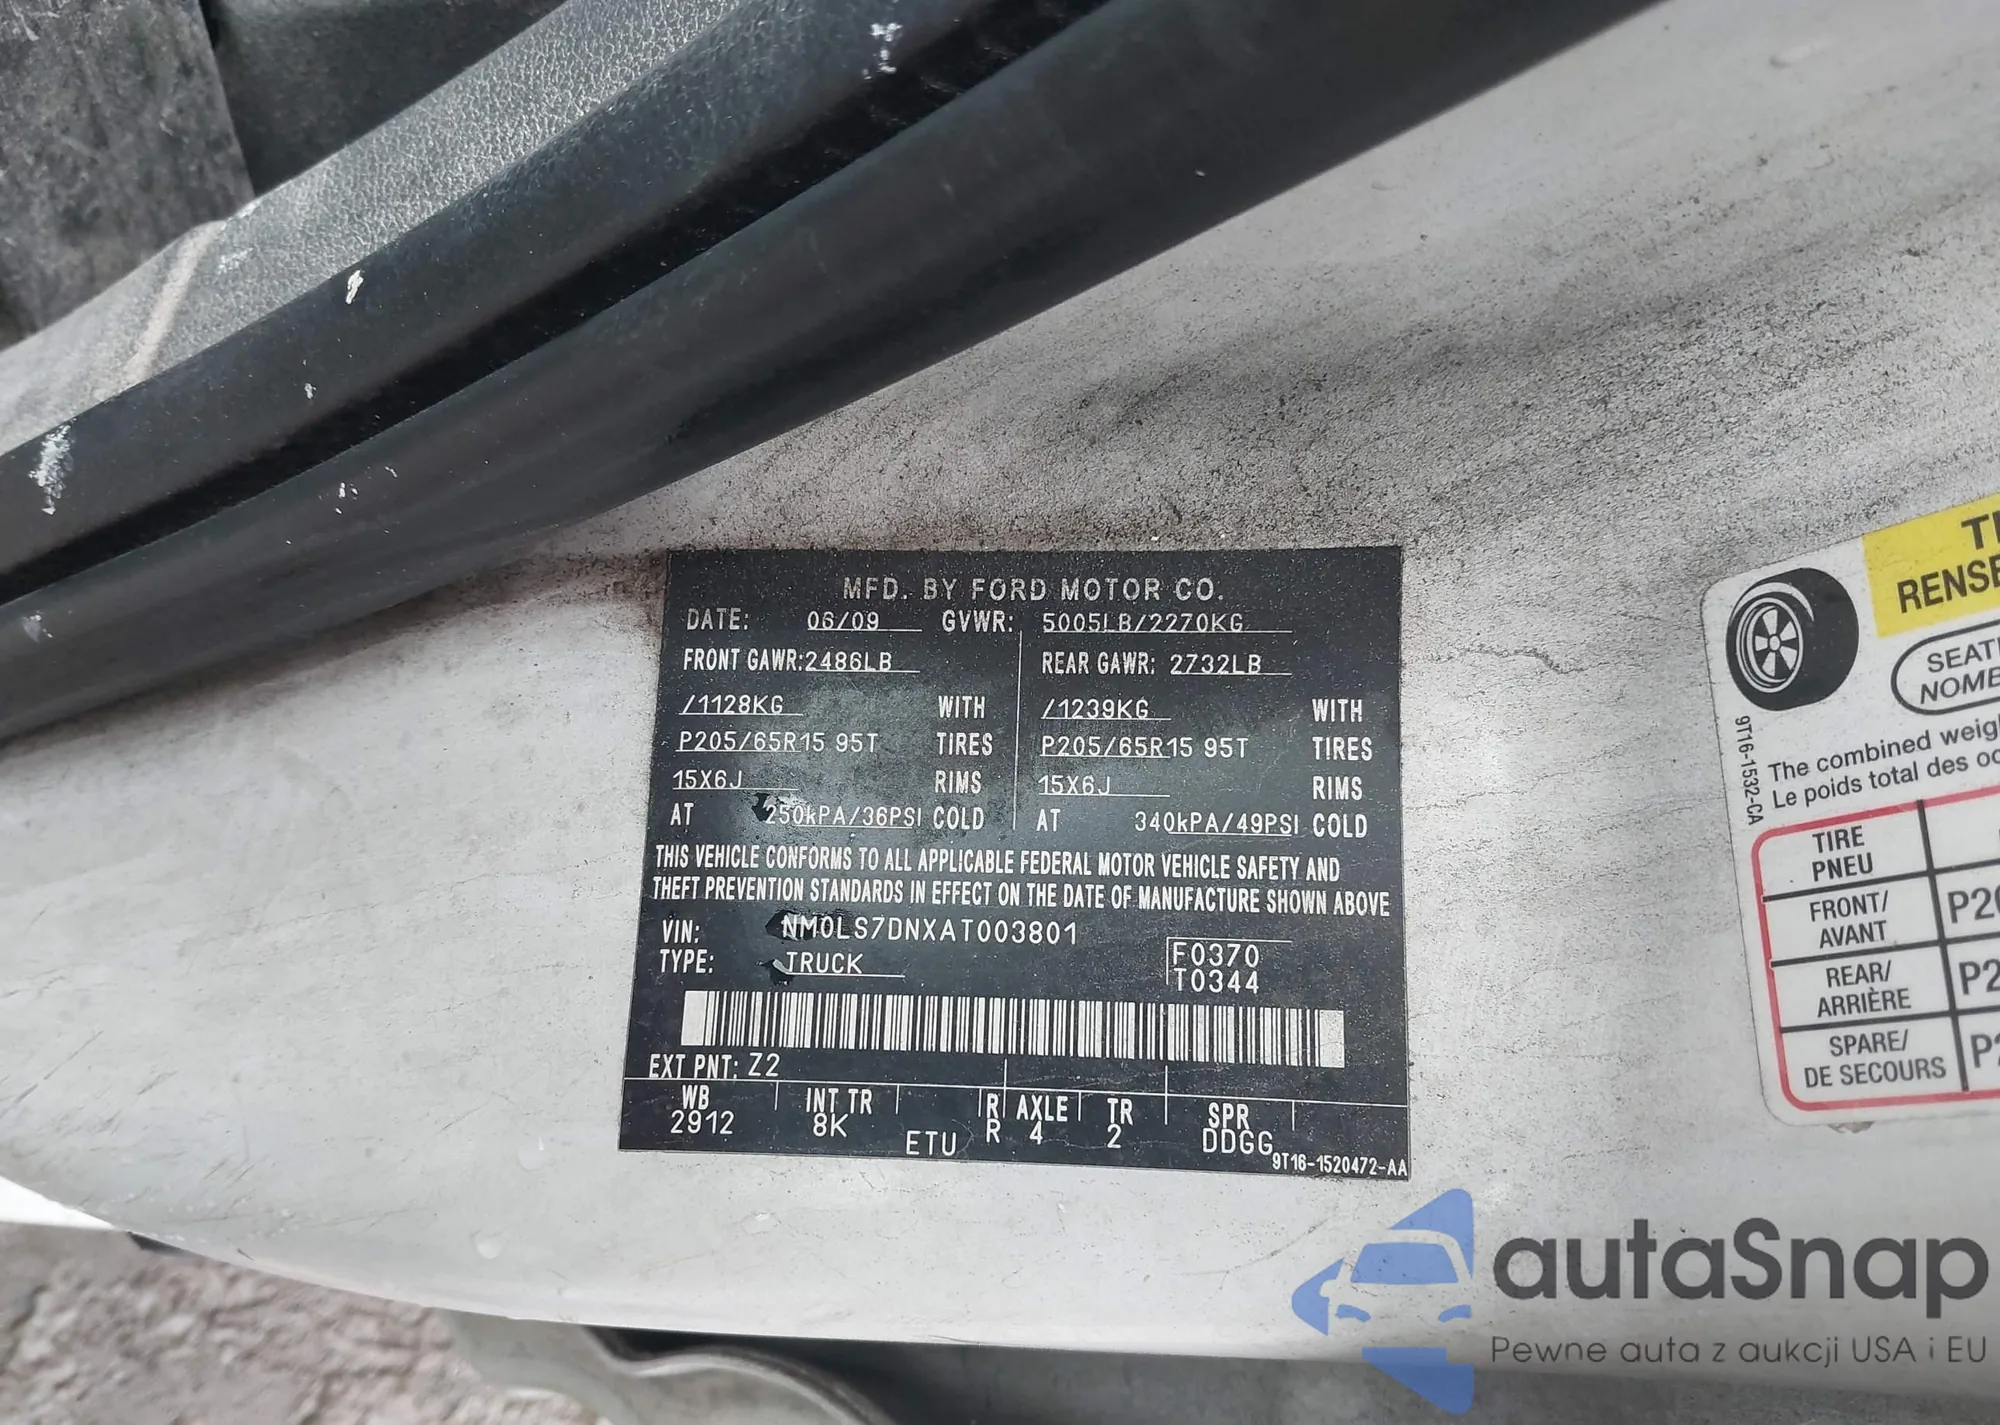 MFD. BY FORD MOTOR CO.
DATE: 06/09 GVWR: 5005LB/2270KG
FRONT GAWR: 2486LB REAR GAWR: 2732LB
/1128KG WITH /1239KG WITH
P205/65R15 95T TIRES P205/65R15 95T TIRES
15X6J RIMS 15X6J RIMS
AT 250kPA/36PSI COLD AT 340kPA/49PSI COLD
THIS VEHICLE CONFORMS TO ALL APPLICABLE FEDERAL MOTOR VEHICLE SAFETY AND
THEFT PREVENTION STANDARDS IN EFFECT ON THE DATE OF MANUFACTURE SHOWN ABOVE
VIN: NM0LS7DNXAT003801
TYPE: TRUCK
F0370
T0344
EXT PNT: Z2
WB INT TR R AXLE TR SPR
2912 8K ETU R 4 2 DDGG
9T16-1520472-AA
RENSE
SEATI
NOMB
9T16-1532-CA
The combined weigh
Le poids total des oc
TIRE
PNEU
FRONT/
AVANT
P20
REAR/
ARRIÈRE
P2
SPARE/
DE SECOURS
autaSnap
Pewne auta z aukcji USA i EU